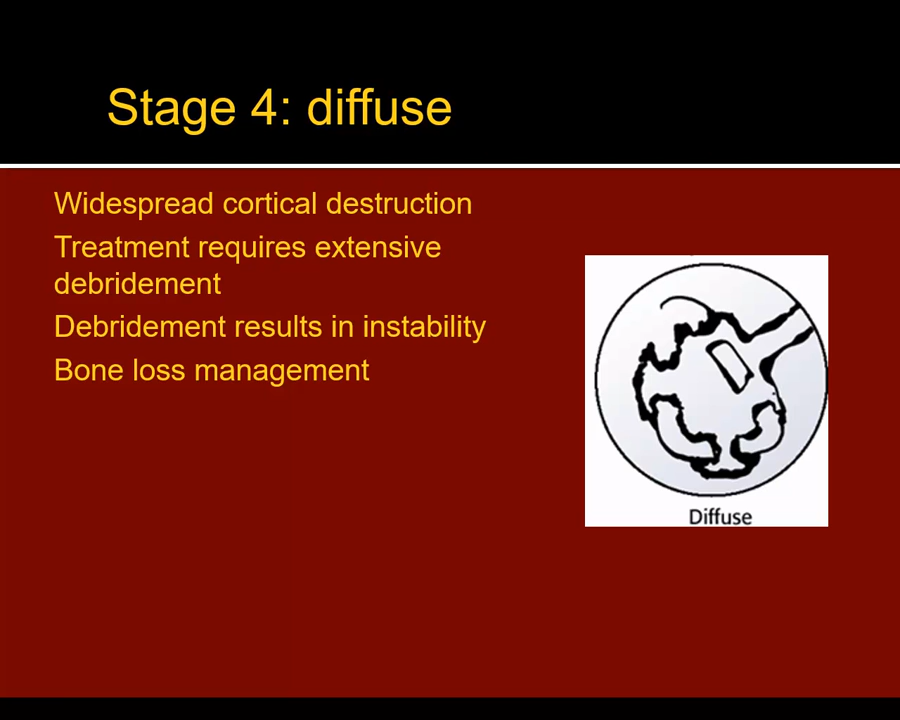 Stage 4: diffuse
Widespread cortical destruction
Treatment requires extensive
debridement
Debridement results in instability
Bone loss management
Diffuse